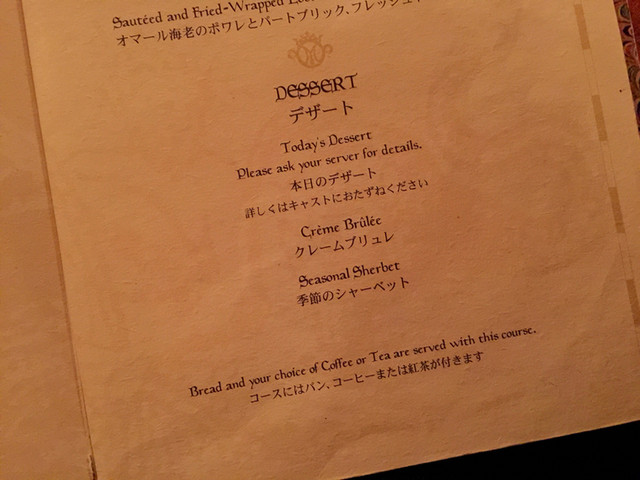 Sautéed and Fried-Wrapped
オマール海老のポワレとパートブリック、フレッシュ
DESSERT
デザート
Today's Dessert
Please ask your server for details.
本日のデザート
詳しくはキャストにおたずねください
Crème Brûlée
クレームブリュレ
Seasonal Sherbet
季節のシャーベット
Bread and your choice of Coffee or Tea are served with this course.
コースにはパン、コーヒーまたは紅茶が付きます